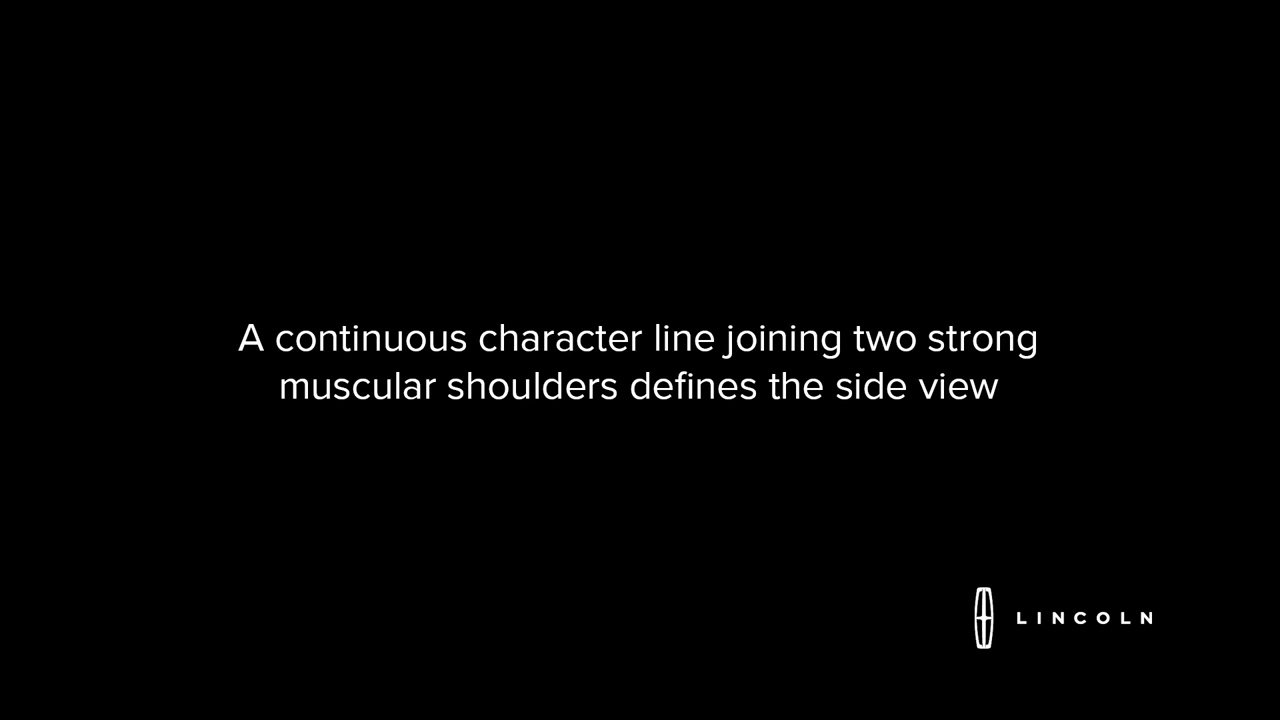 A continuous character line joining two strong
muscular shoulders defines the side view
LINCOLN